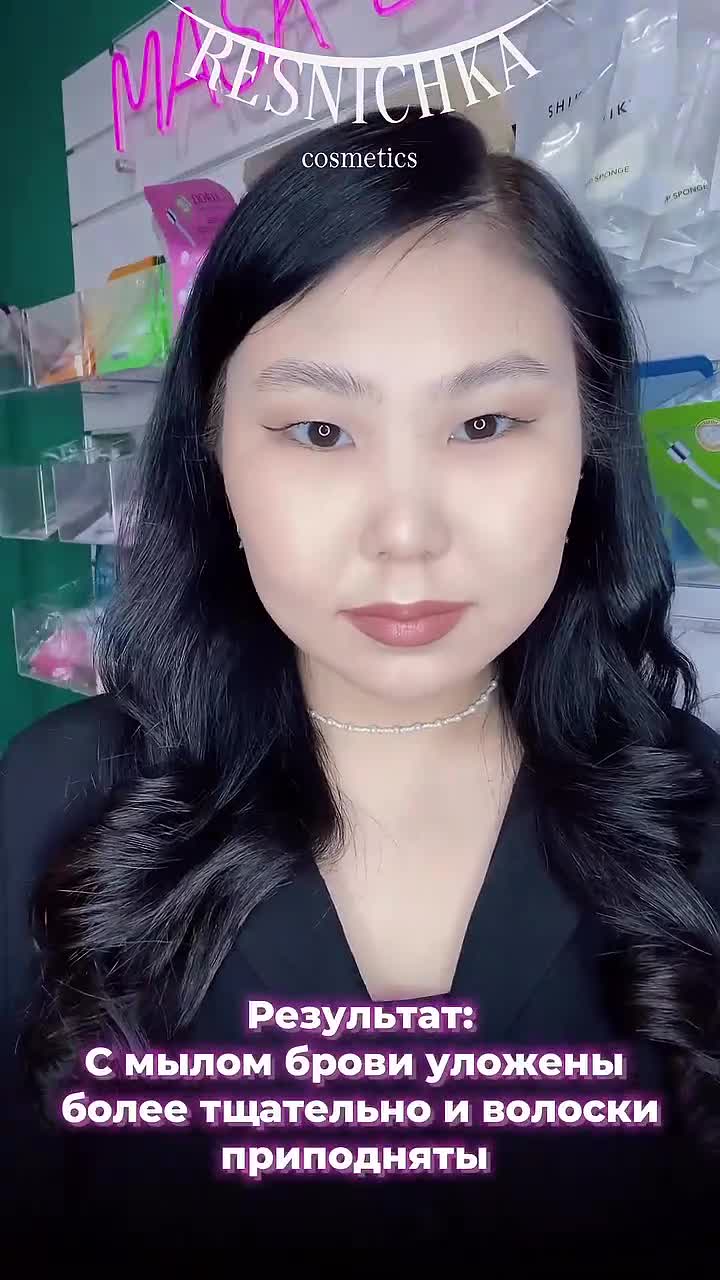 MASK
RESNICHKA
cosmetics
SHIK
SPONGE
SPONGE
Результат:
С мылом брови уложены
более тщательно и волоски
приподняты